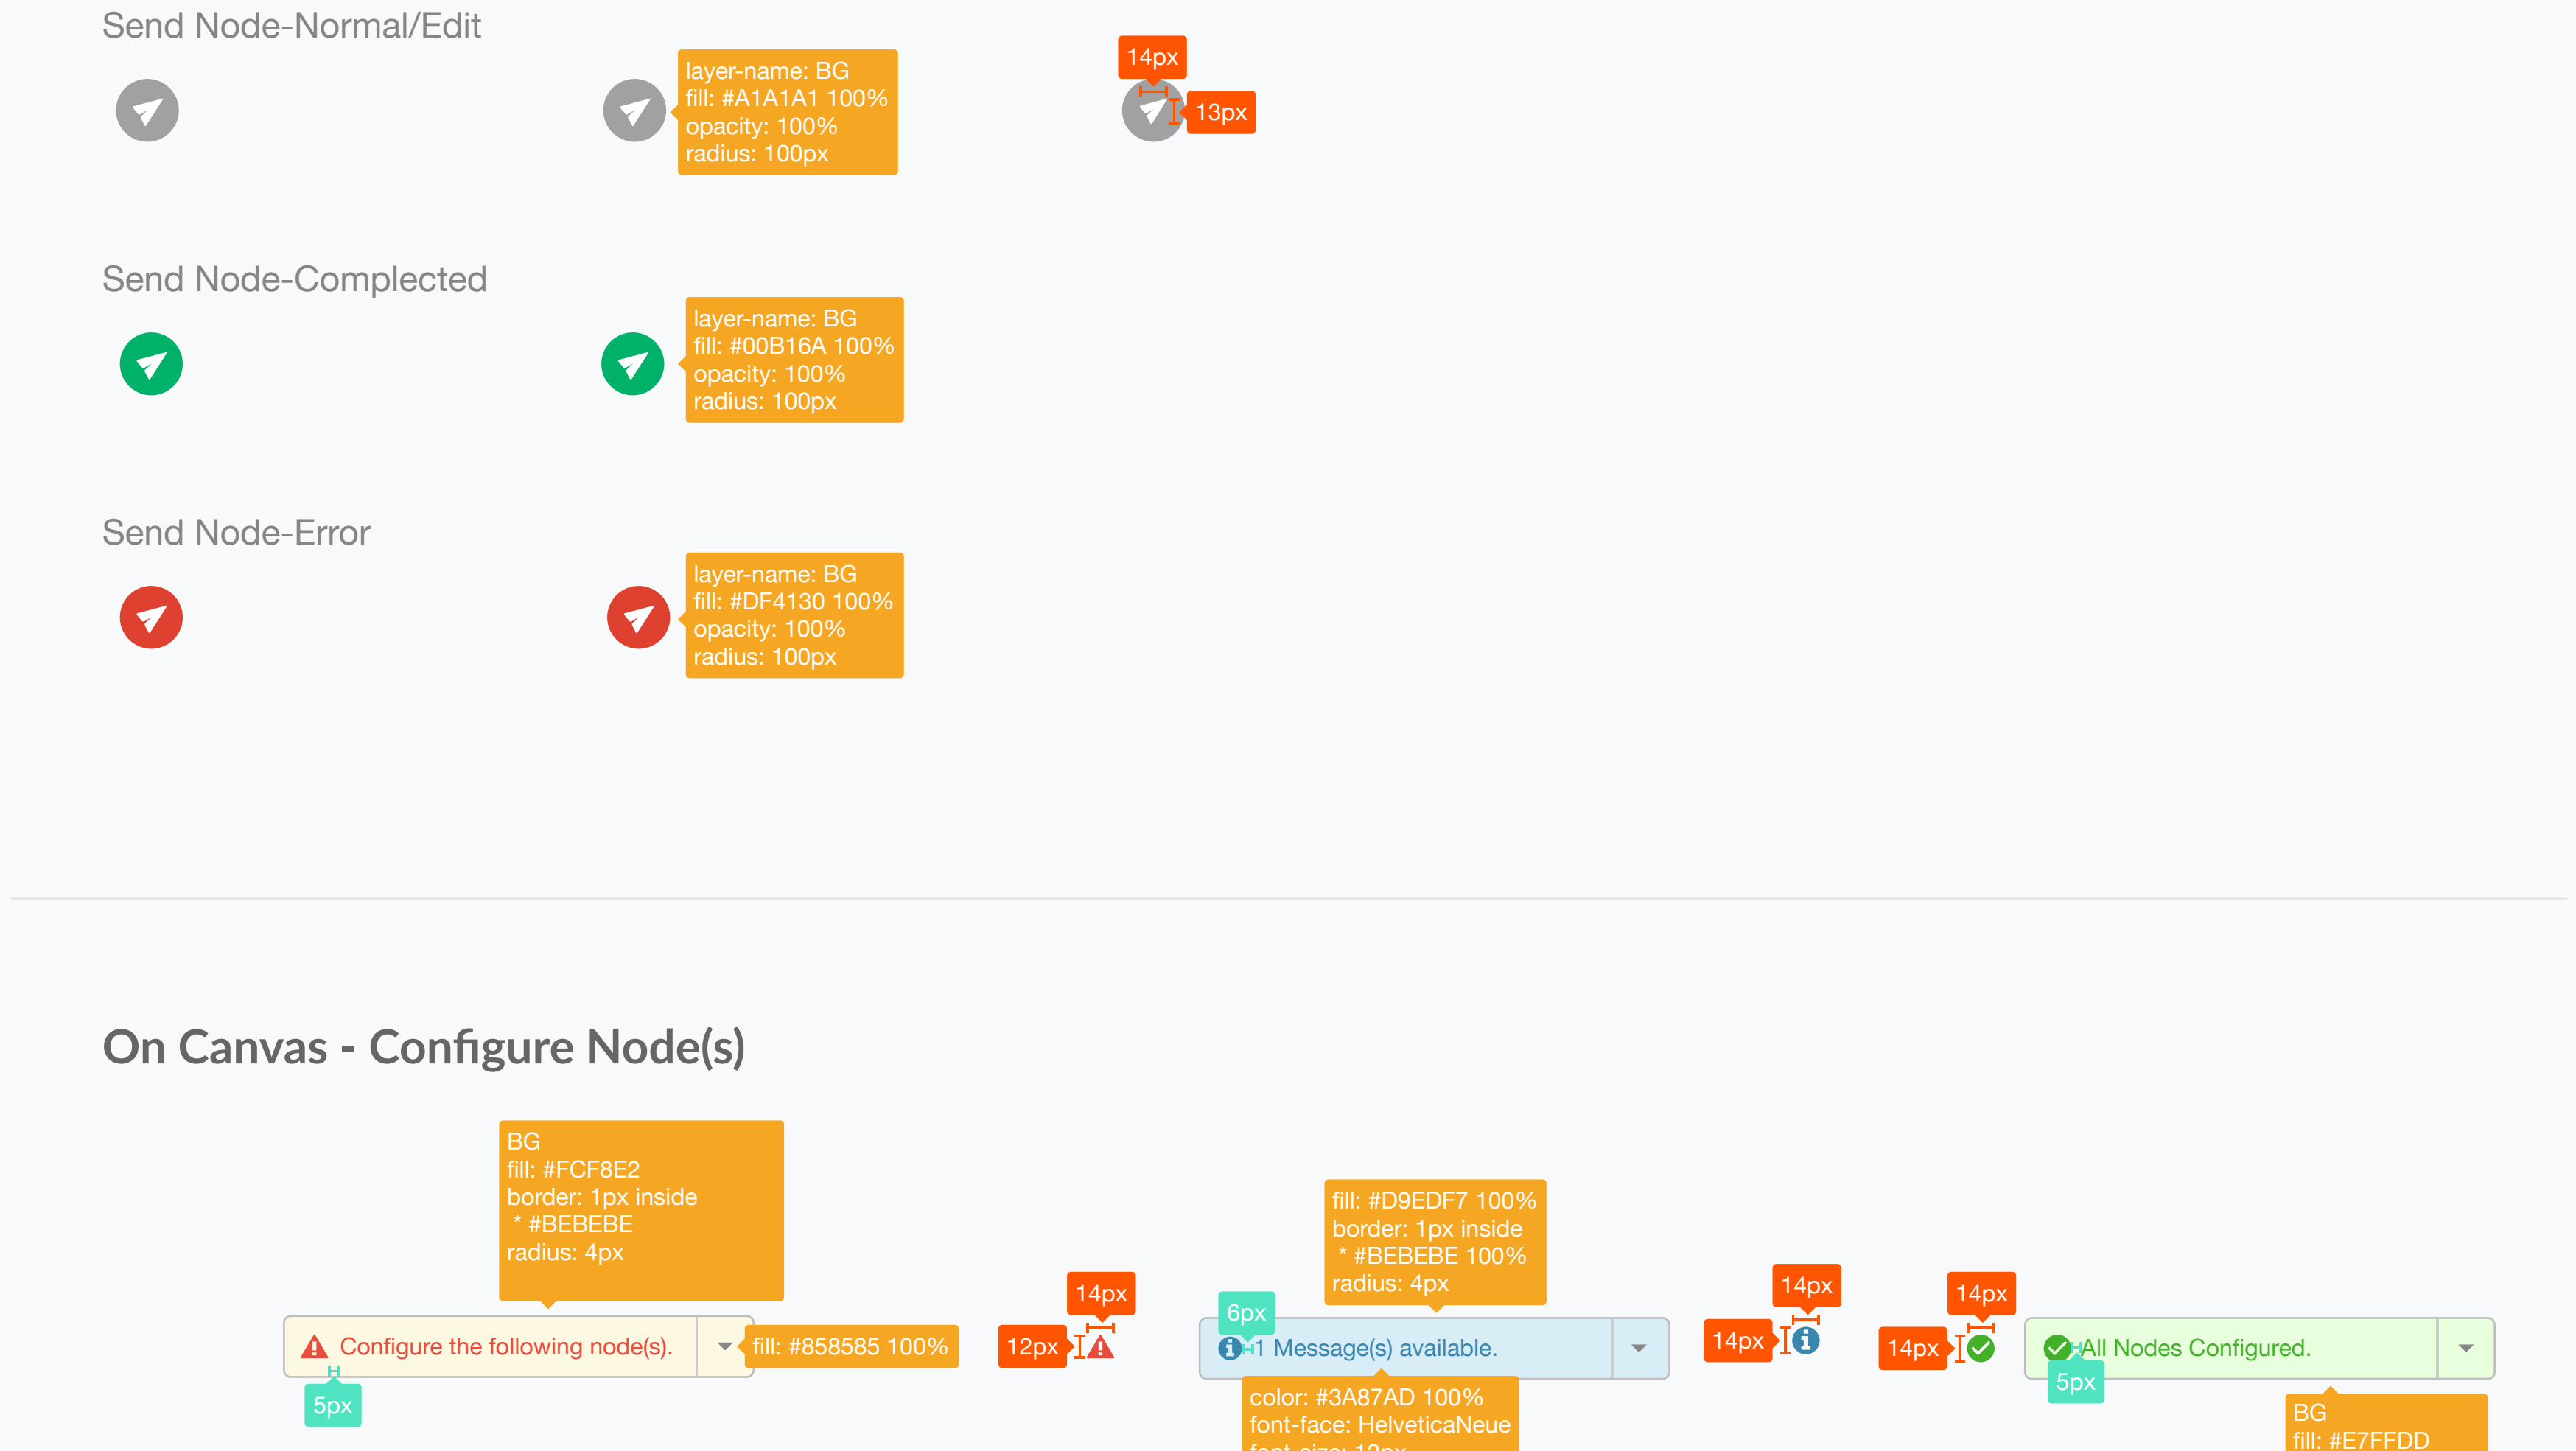 Send Node-Normal/Edit
layer-name: BG
fill: #A1A1A1 100%
opacity: 100%
radius: 100px
14px
13px
Send Node-Complected
layer-name: BG
fill: #00B16A 100%
opacity: 100%
radius: 100px
Send Node-Error
layer-name: BG
fill: #DF4130 100%
opacity: 100%
radius: 100px
On Canvas - Configure Node(s)
BG
fill: #FCF8E2
border: 1px inside
* #BEBEBE
radius: 4px
Configure the following node(s).
fill: #858585 100%
5px
14px
12px
fill: #D9EDF7 100%
border: 1px inside
* #BEBEBE 100%
radius: 4px
6px
1 Message(s) available.
color: #3A87AD 100%
font-face: HelveticaNeue
font-size: 12px
14px
14px
14px
14px
All Nodes Configured.
5px
BG
fill: #E7FFDD